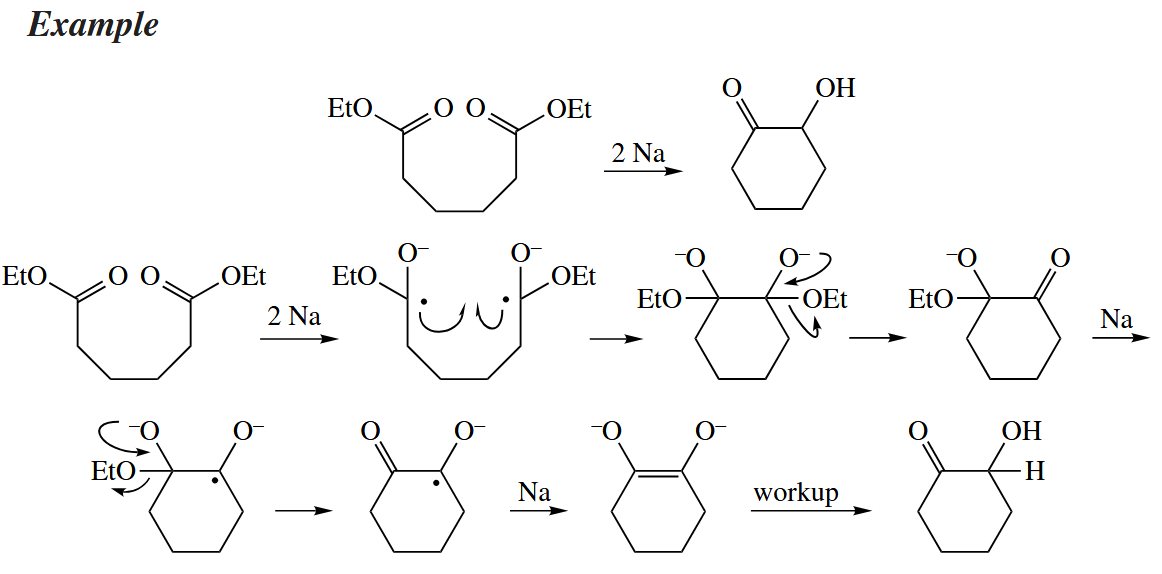 Example
EtO O O OEt 2 Na O OH
EtO O O OEt 2 Na EtO O– O– OEt –O O– EtO OEt –O O EtO Na
–O O– EtO O O– Na –O O– workup O OH H